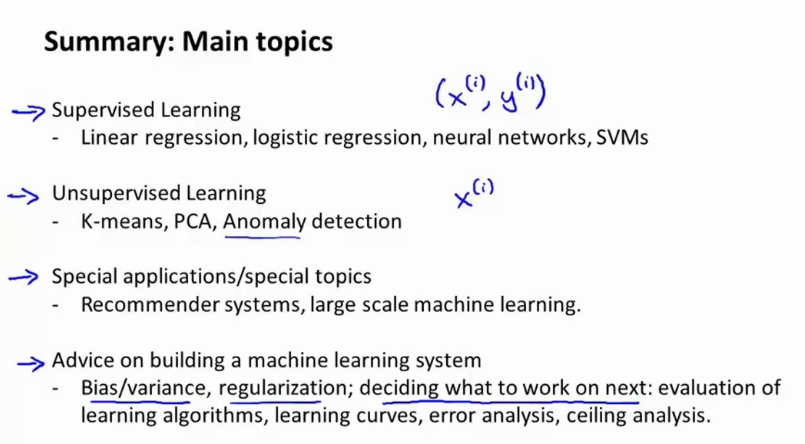 Summary: Main topics
(x^(i), y^(i))
→ Supervised Learning
- Linear regression, logistic regression, neural networks, SVMs
→ Unsupervised Learning
x^(i)
- K-means, PCA, Anomaly detection
→ Special applications/special topics
- Recommender systems, large scale machine learning.
→ Advice on building a machine learning system
- Bias/variance, regularization; deciding what to work on next: evaluation of
learning algorithms, learning curves, error analysis, ceiling analysis.